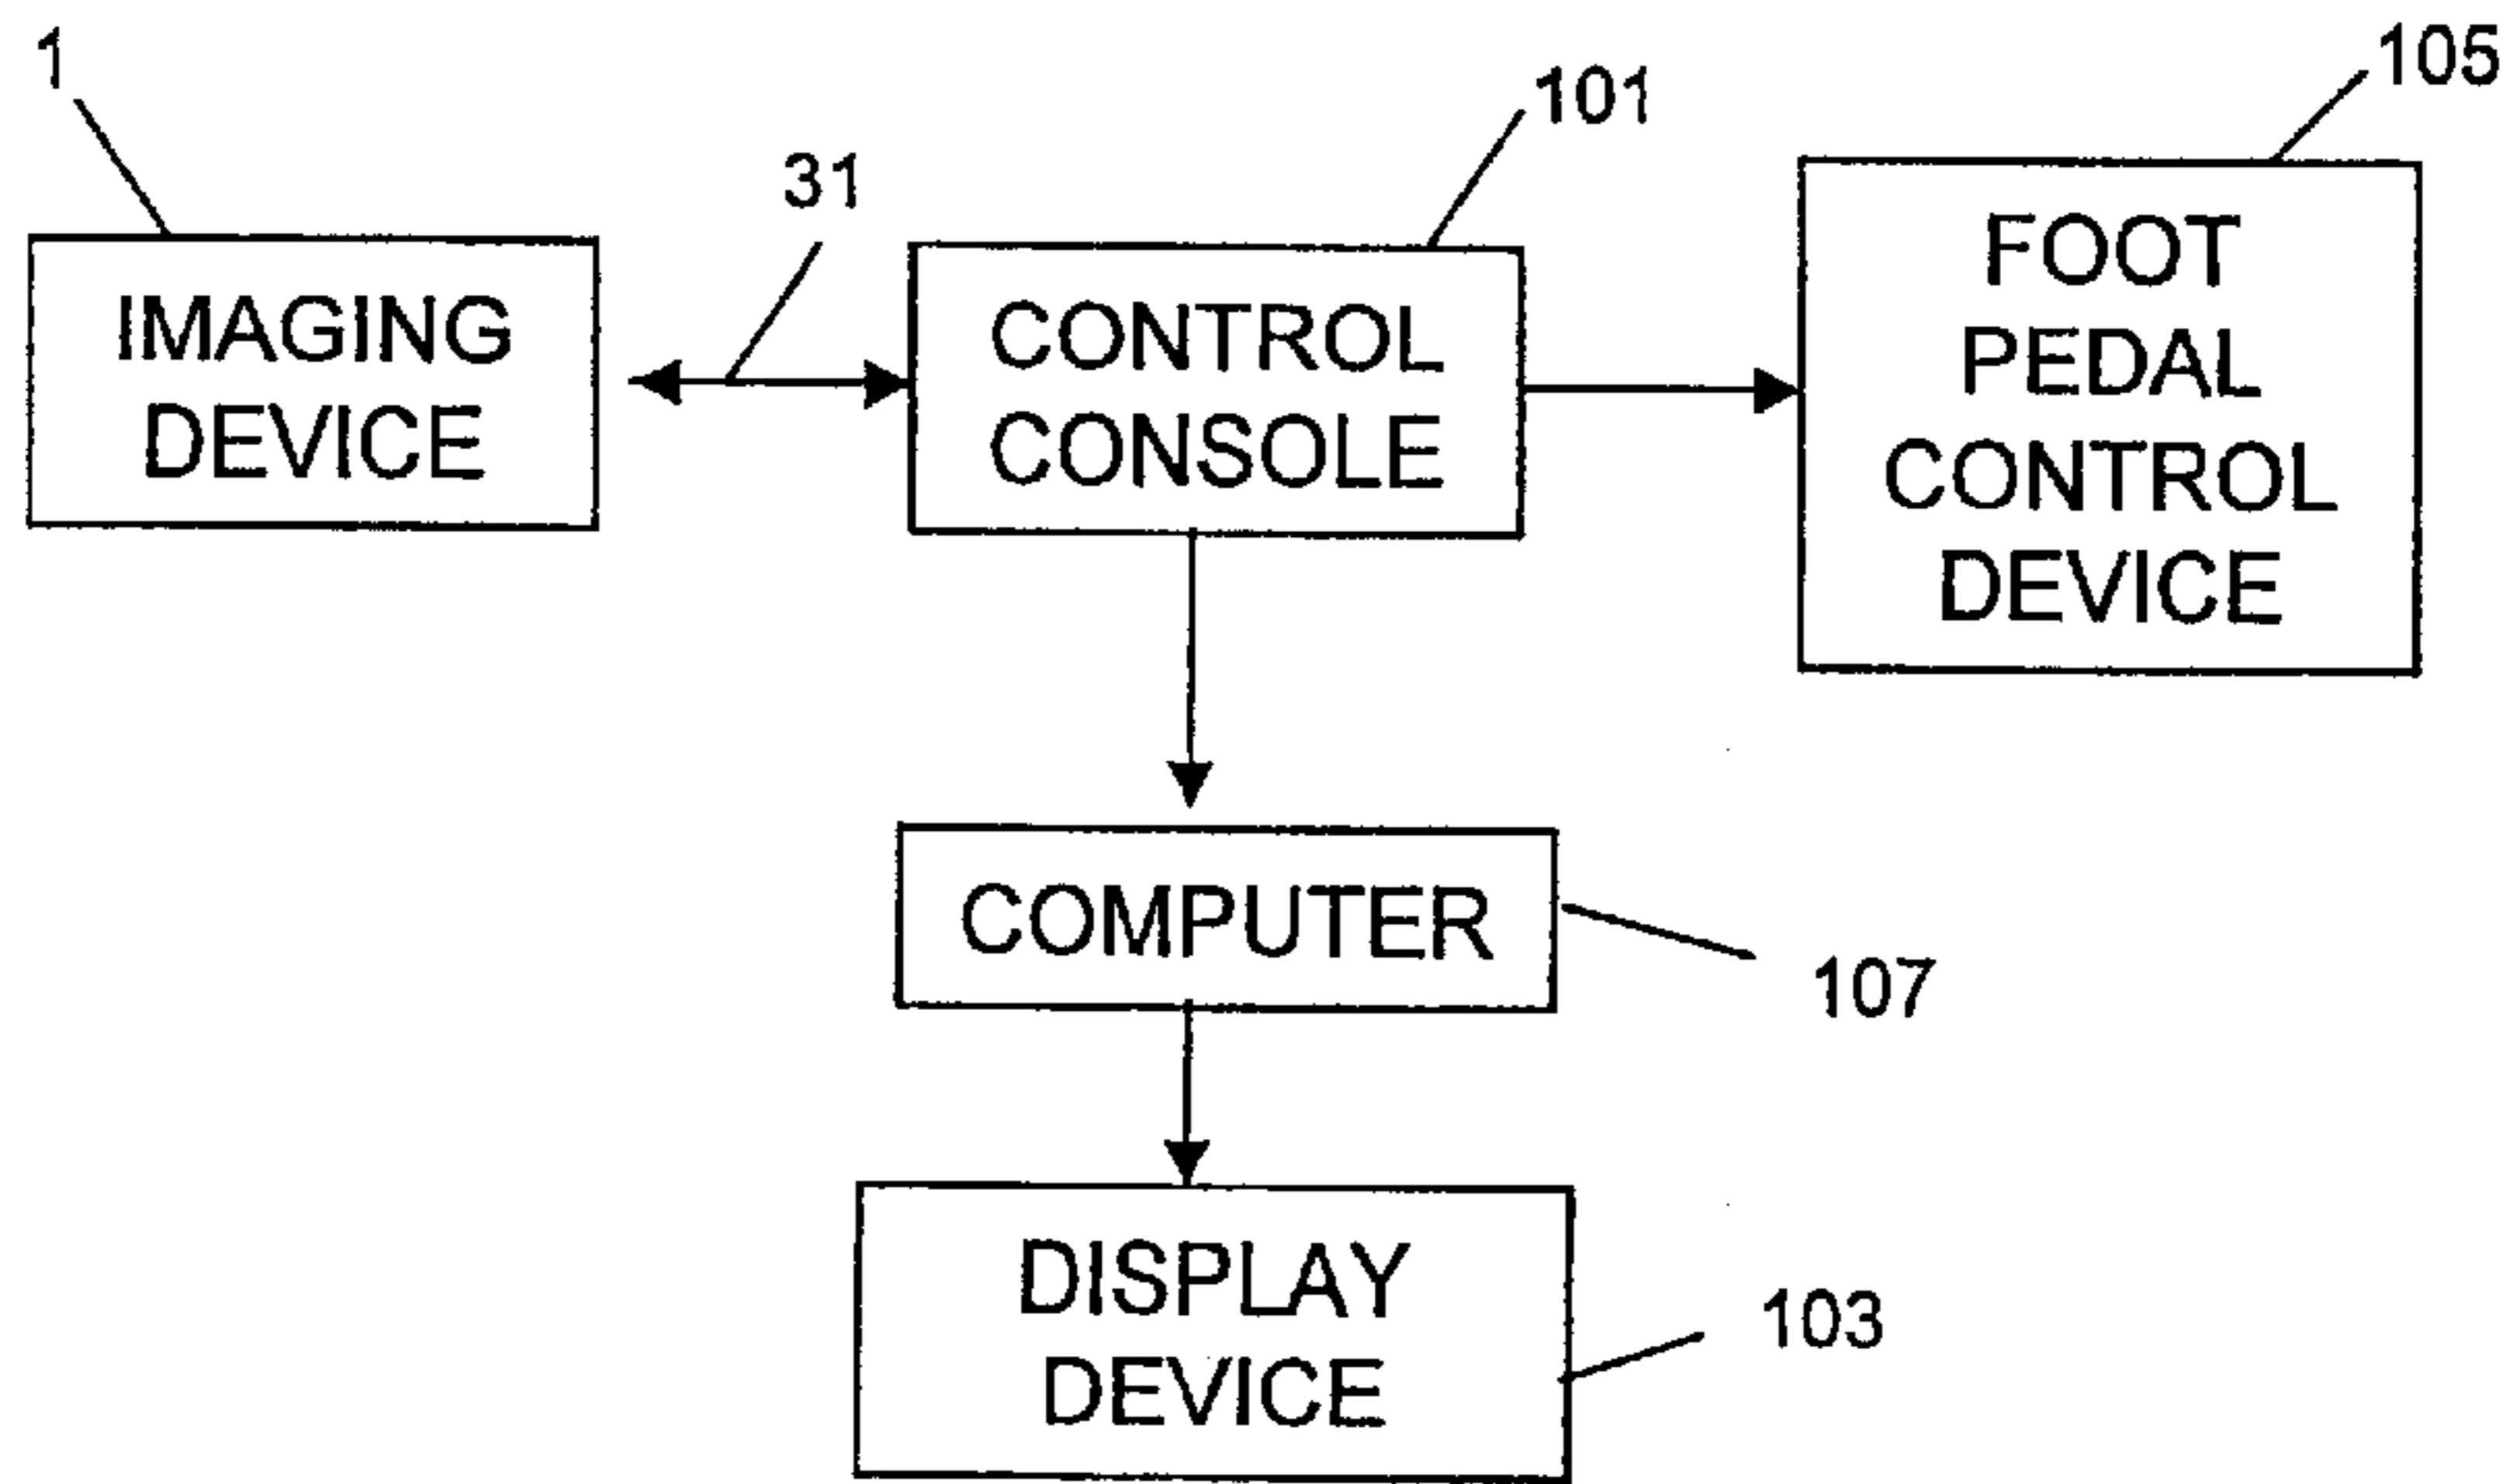 1
31
101
105
IMAGING
DEVICE
CONTROL
CONSOLE
FOOT
PEDAL
CONTROL
DEVICE
COMPUTER
107
DISPLAY
DEVICE
103